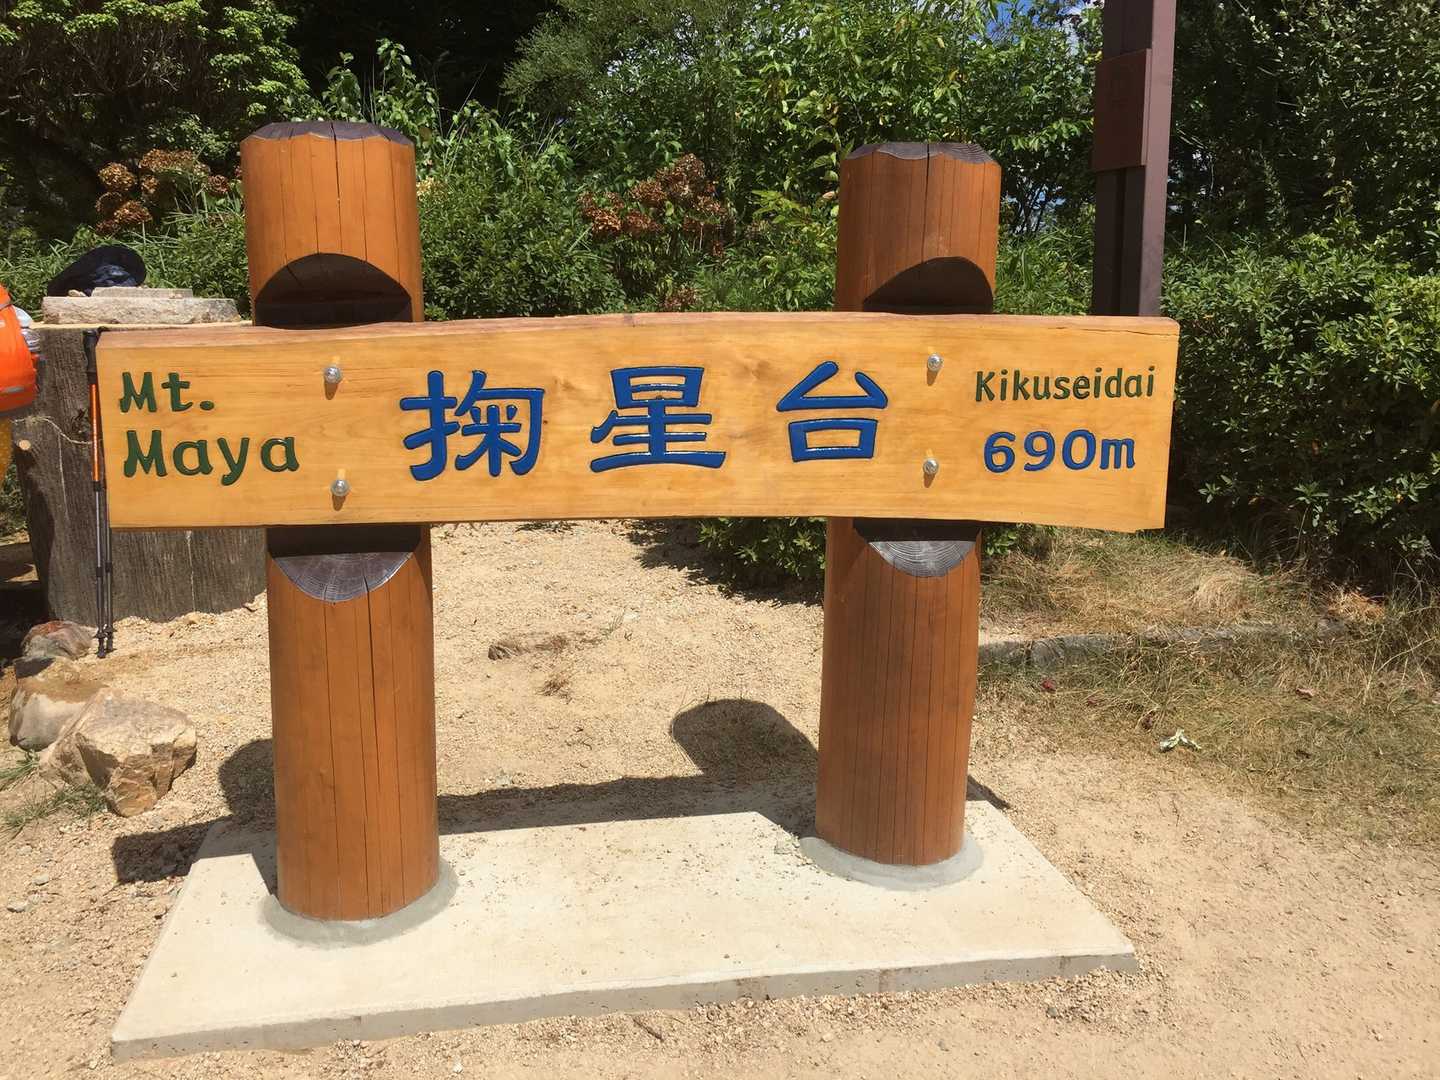 Mt.
Maya
掬星台
Kikuseidai
690m